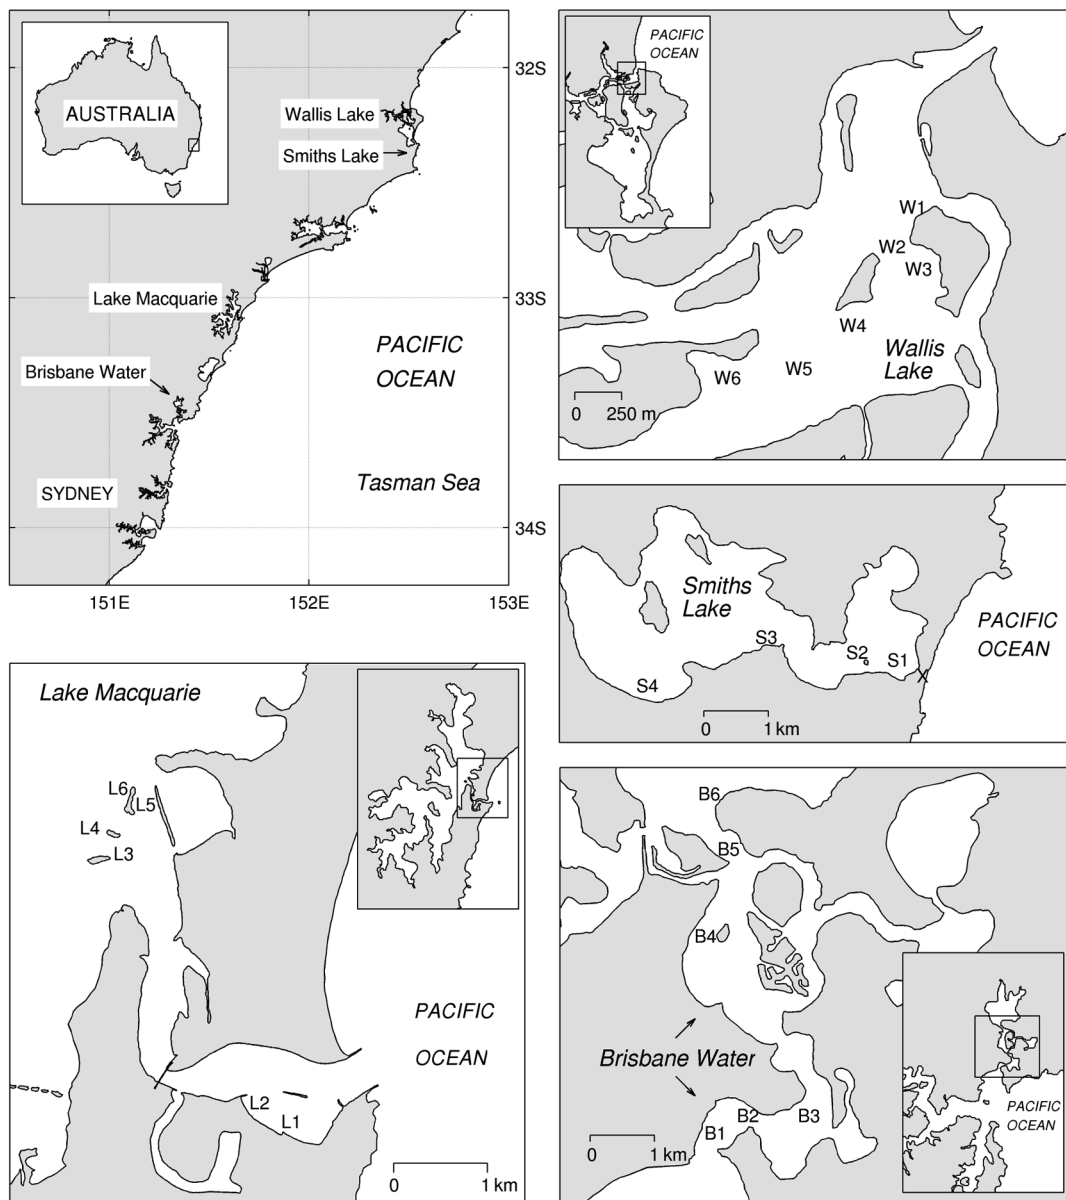 AUSTRALIA
Wallis Lake
Smiths Lake
Lake Macquarie
Brisbane Water
SYDNEY
PACIFIC
OCEAN
Tasman Sea
32S
33S
34S
151E
152E
153E
PACIFIC
OCEAN
W1
W2
W3
W4
W5
W6
Wallis
Lake
0 250 m
Smiths
Lake
S3
S2
S1
S4
X
PACIFIC
OCEAN
0 1 km
Lake Macquarie
L6
L5
L4
L3
L2
L1
PACIFIC
OCEAN
0 1 km
B6
B5
B4
Brisbane Water
B3
B2
B1
0 1 km
PACIFIC
OCEAN